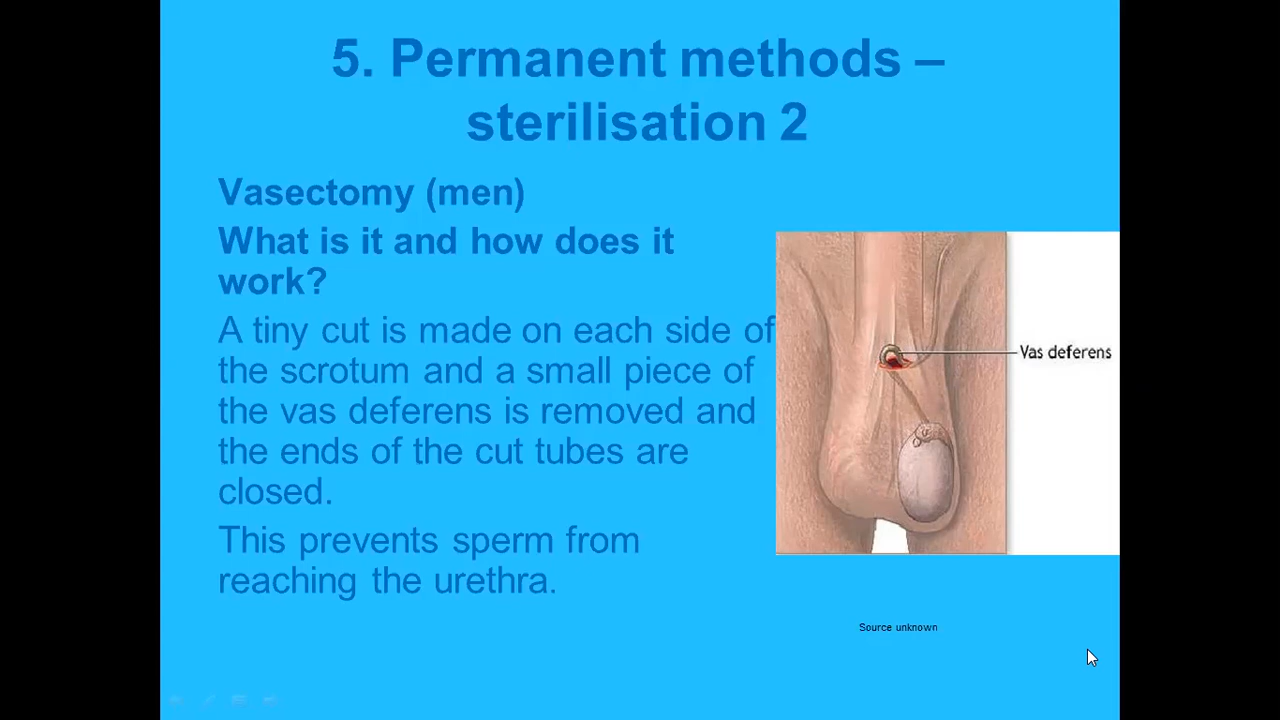 5. Permanent methods –
sterilisation 2
Vasectomy (men)
What is it and how does it
work?
A tiny cut is made on each side of
the scrotum and a small piece of
the vas deferens is removed and
the ends of the cut tubes are
closed.
This prevents sperm from
reaching the urethra.
Vas deferens
Source unknown